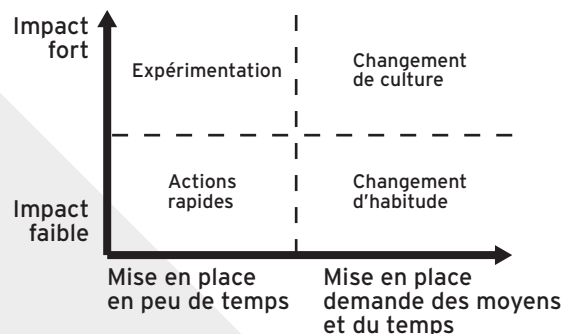 Impact
fort
Expérimentation
Changement
de culture
Actions
rapides
Changement
d'habitude
Impact
faible
Mise en place
en peu de temps
Mise en place
demande des moyens
et du temps